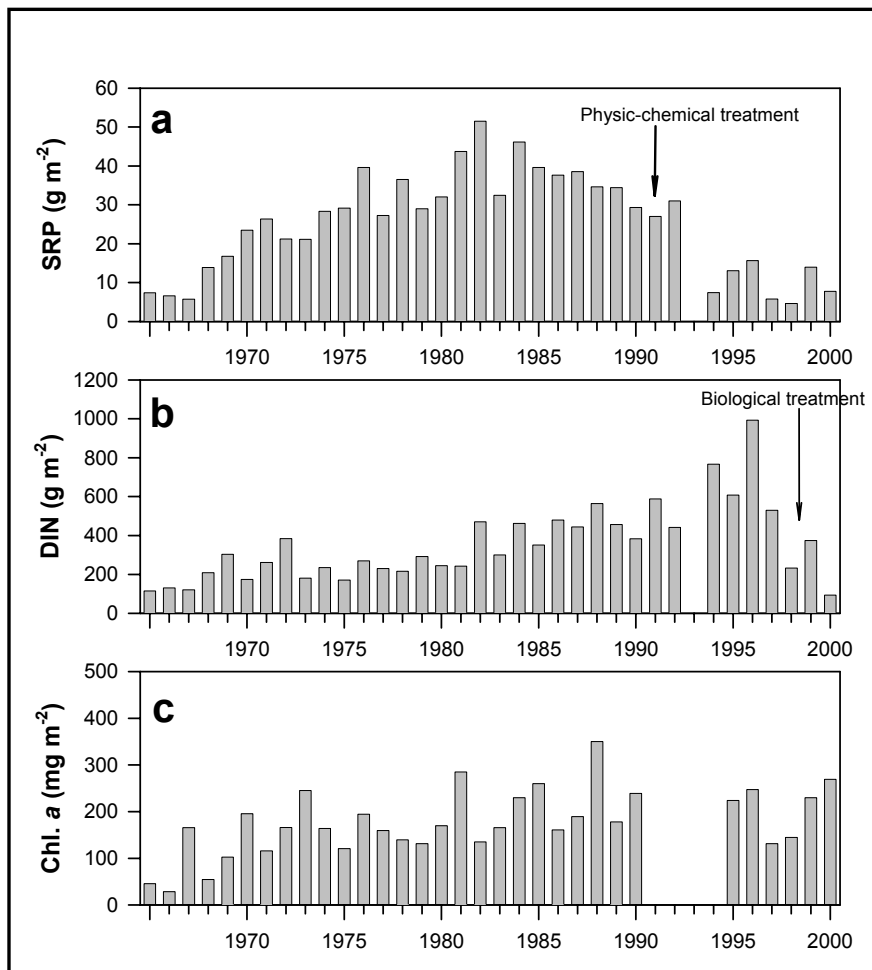 60
a
Physic-chemical treatment
50
40
30
20
10
0
SRP (g m-2)
1970 1975 1980 1985 1990 1995 2000
1200
b
Biological treatment
1000
800
600
400
200
0
DIN (g m-2)
1970 1975 1980 1985 1990 1995 2000
500
c
400
300
200
100
0
Chl. a (mg m-2)
1970 1975 1980 1985 1990 1995 2000